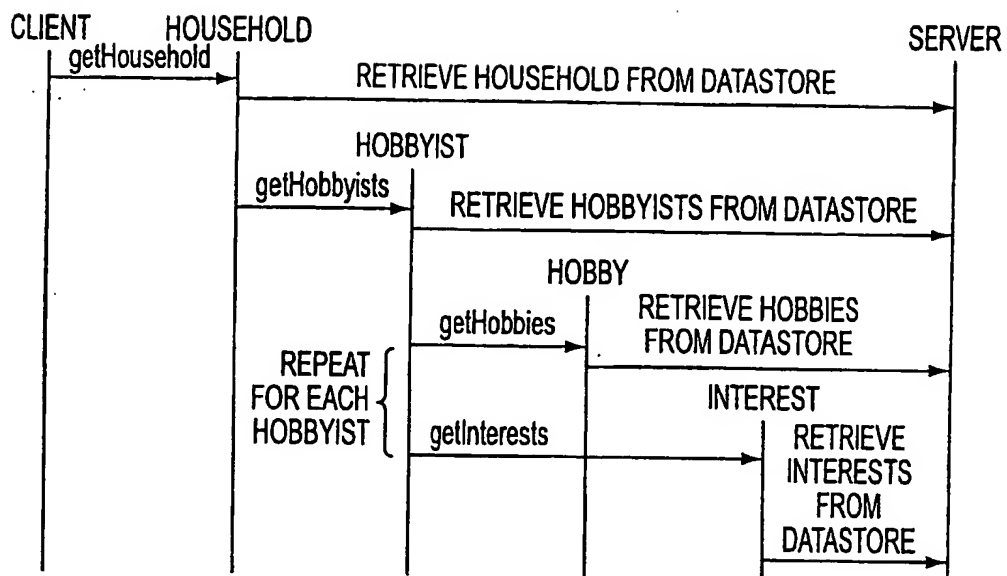 CLIENT
HOUSEHOLD
SERVER
getHousehold
RETRIEVE HOUSEHOLD FROM DATASTORE
HOBBYIST
getHobbyists
RETRIEVE HOBBYISTS FROM DATASTORE
HOBBY
getHobbies
RETRIEVE HOBBIES
FROM DATASTORE
REPEAT
FOR EACH
HOBBYIST
INTEREST
getInterests
RETRIEVE
INTERESTS
FROM
DATASTORE